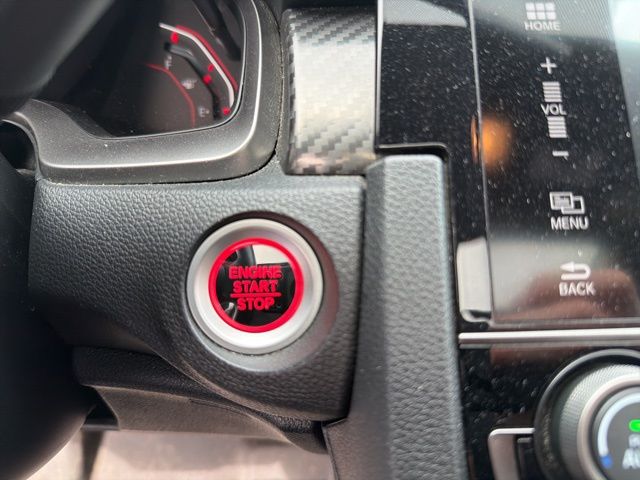 HOME
+
VOL
−
MENU
BACK
ENGINE
START
STOP